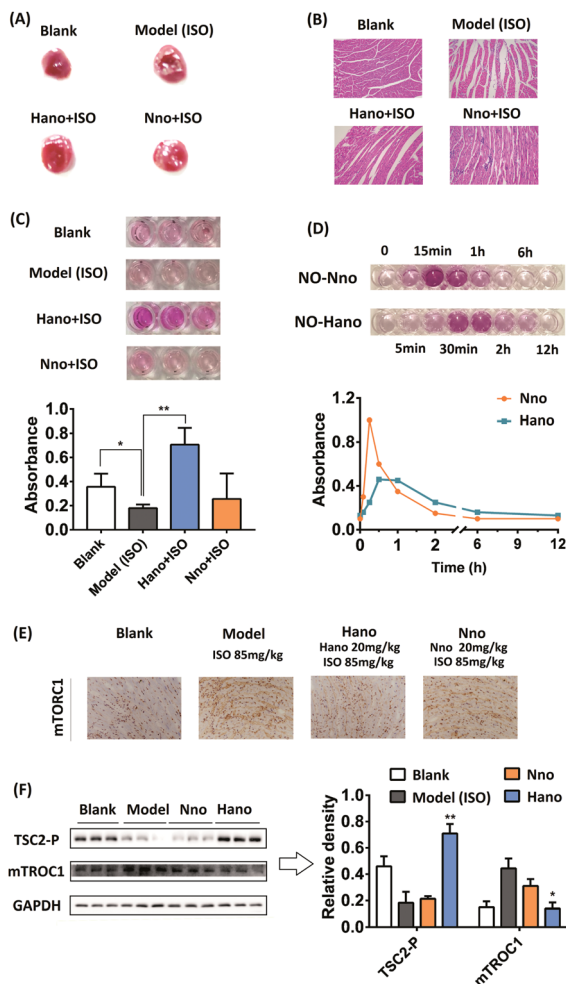 (A)
Blank Model (ISO)
Hano+ISO Nno+ISO
(B)
Blank Model (ISO)
Hano+ISO Nno+ISO
(C)
Blank
Model (ISO)
Hano+ISO
Nno+ISO
Absorbance
1.0
0.8
0.6
0.4
0.2
0.0
* **
Blank
Model (ISO)
Hano+ISO
Nno+ISO
(D)
0 15min 1h 6h
NO-Nno
NO-Hano
5min 30min 2h 12h
Absorbance
1.2
0.8
0.4
0.0
Nno
Hano
0 1 2 6 12
Time (h)
(E)
Blank Model Hano Nno
ISO 85mg/kg Hano 20mg/kg Nno 20mg/kg
ISO 85mg/kg ISO 85mg/kg
mTORC1
(F)
Blank Model Nno Hano
TSC2-P
mTROC1
GAPDH
Blank Nno
Model (ISO) Hano
Relative density
1.0
0.8
0.6
0.4
0.2
0.0
**
*
TSC2-P
mTROC1